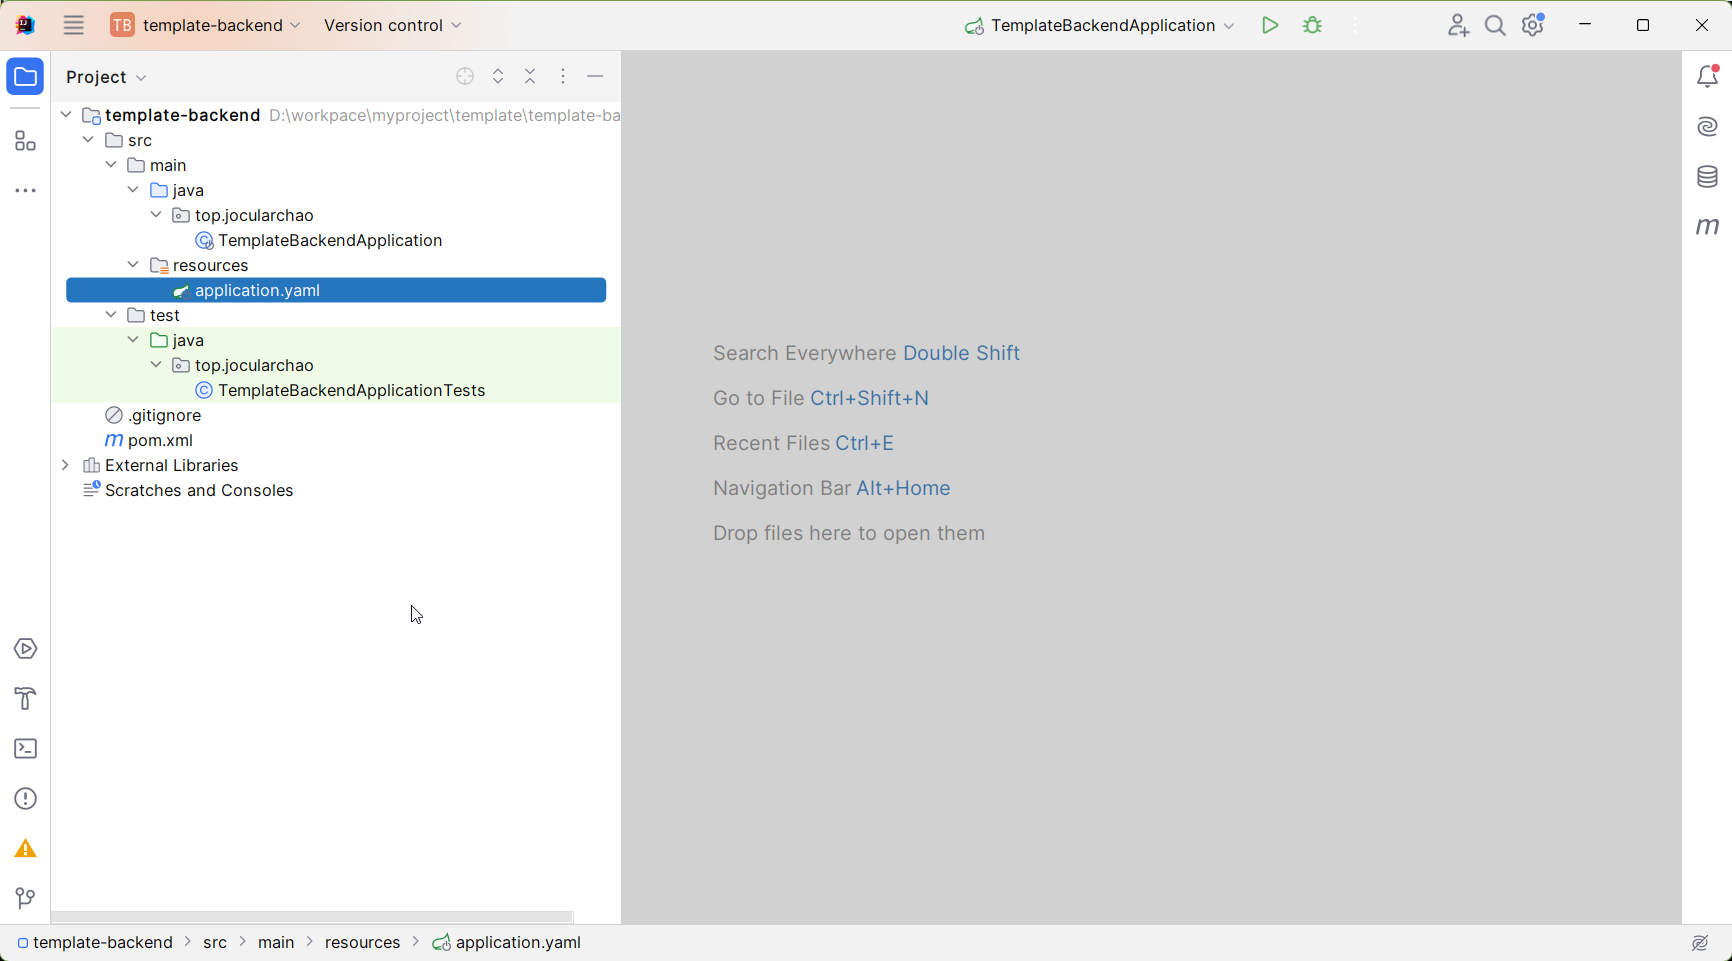 TB template-backend Version control TemplateBackendApplication
Project
template-backend D:\workpace\myproject\template\template-ba
src
main
java
top.jocularchao
TemplateBackendApplication
resources
application.yaml
test
java
top.jocularchao
TemplateBackendApplicationTests
.gitignore
m pom.xml
External Libraries
Scratches and Consoles
Search Everywhere Double Shift
Go to File Ctrl+Shift+N
Recent Files Ctrl+E
Navigation Bar Alt+Home
Drop files here to open them
m
template-backend > src > main > resources > application.yaml